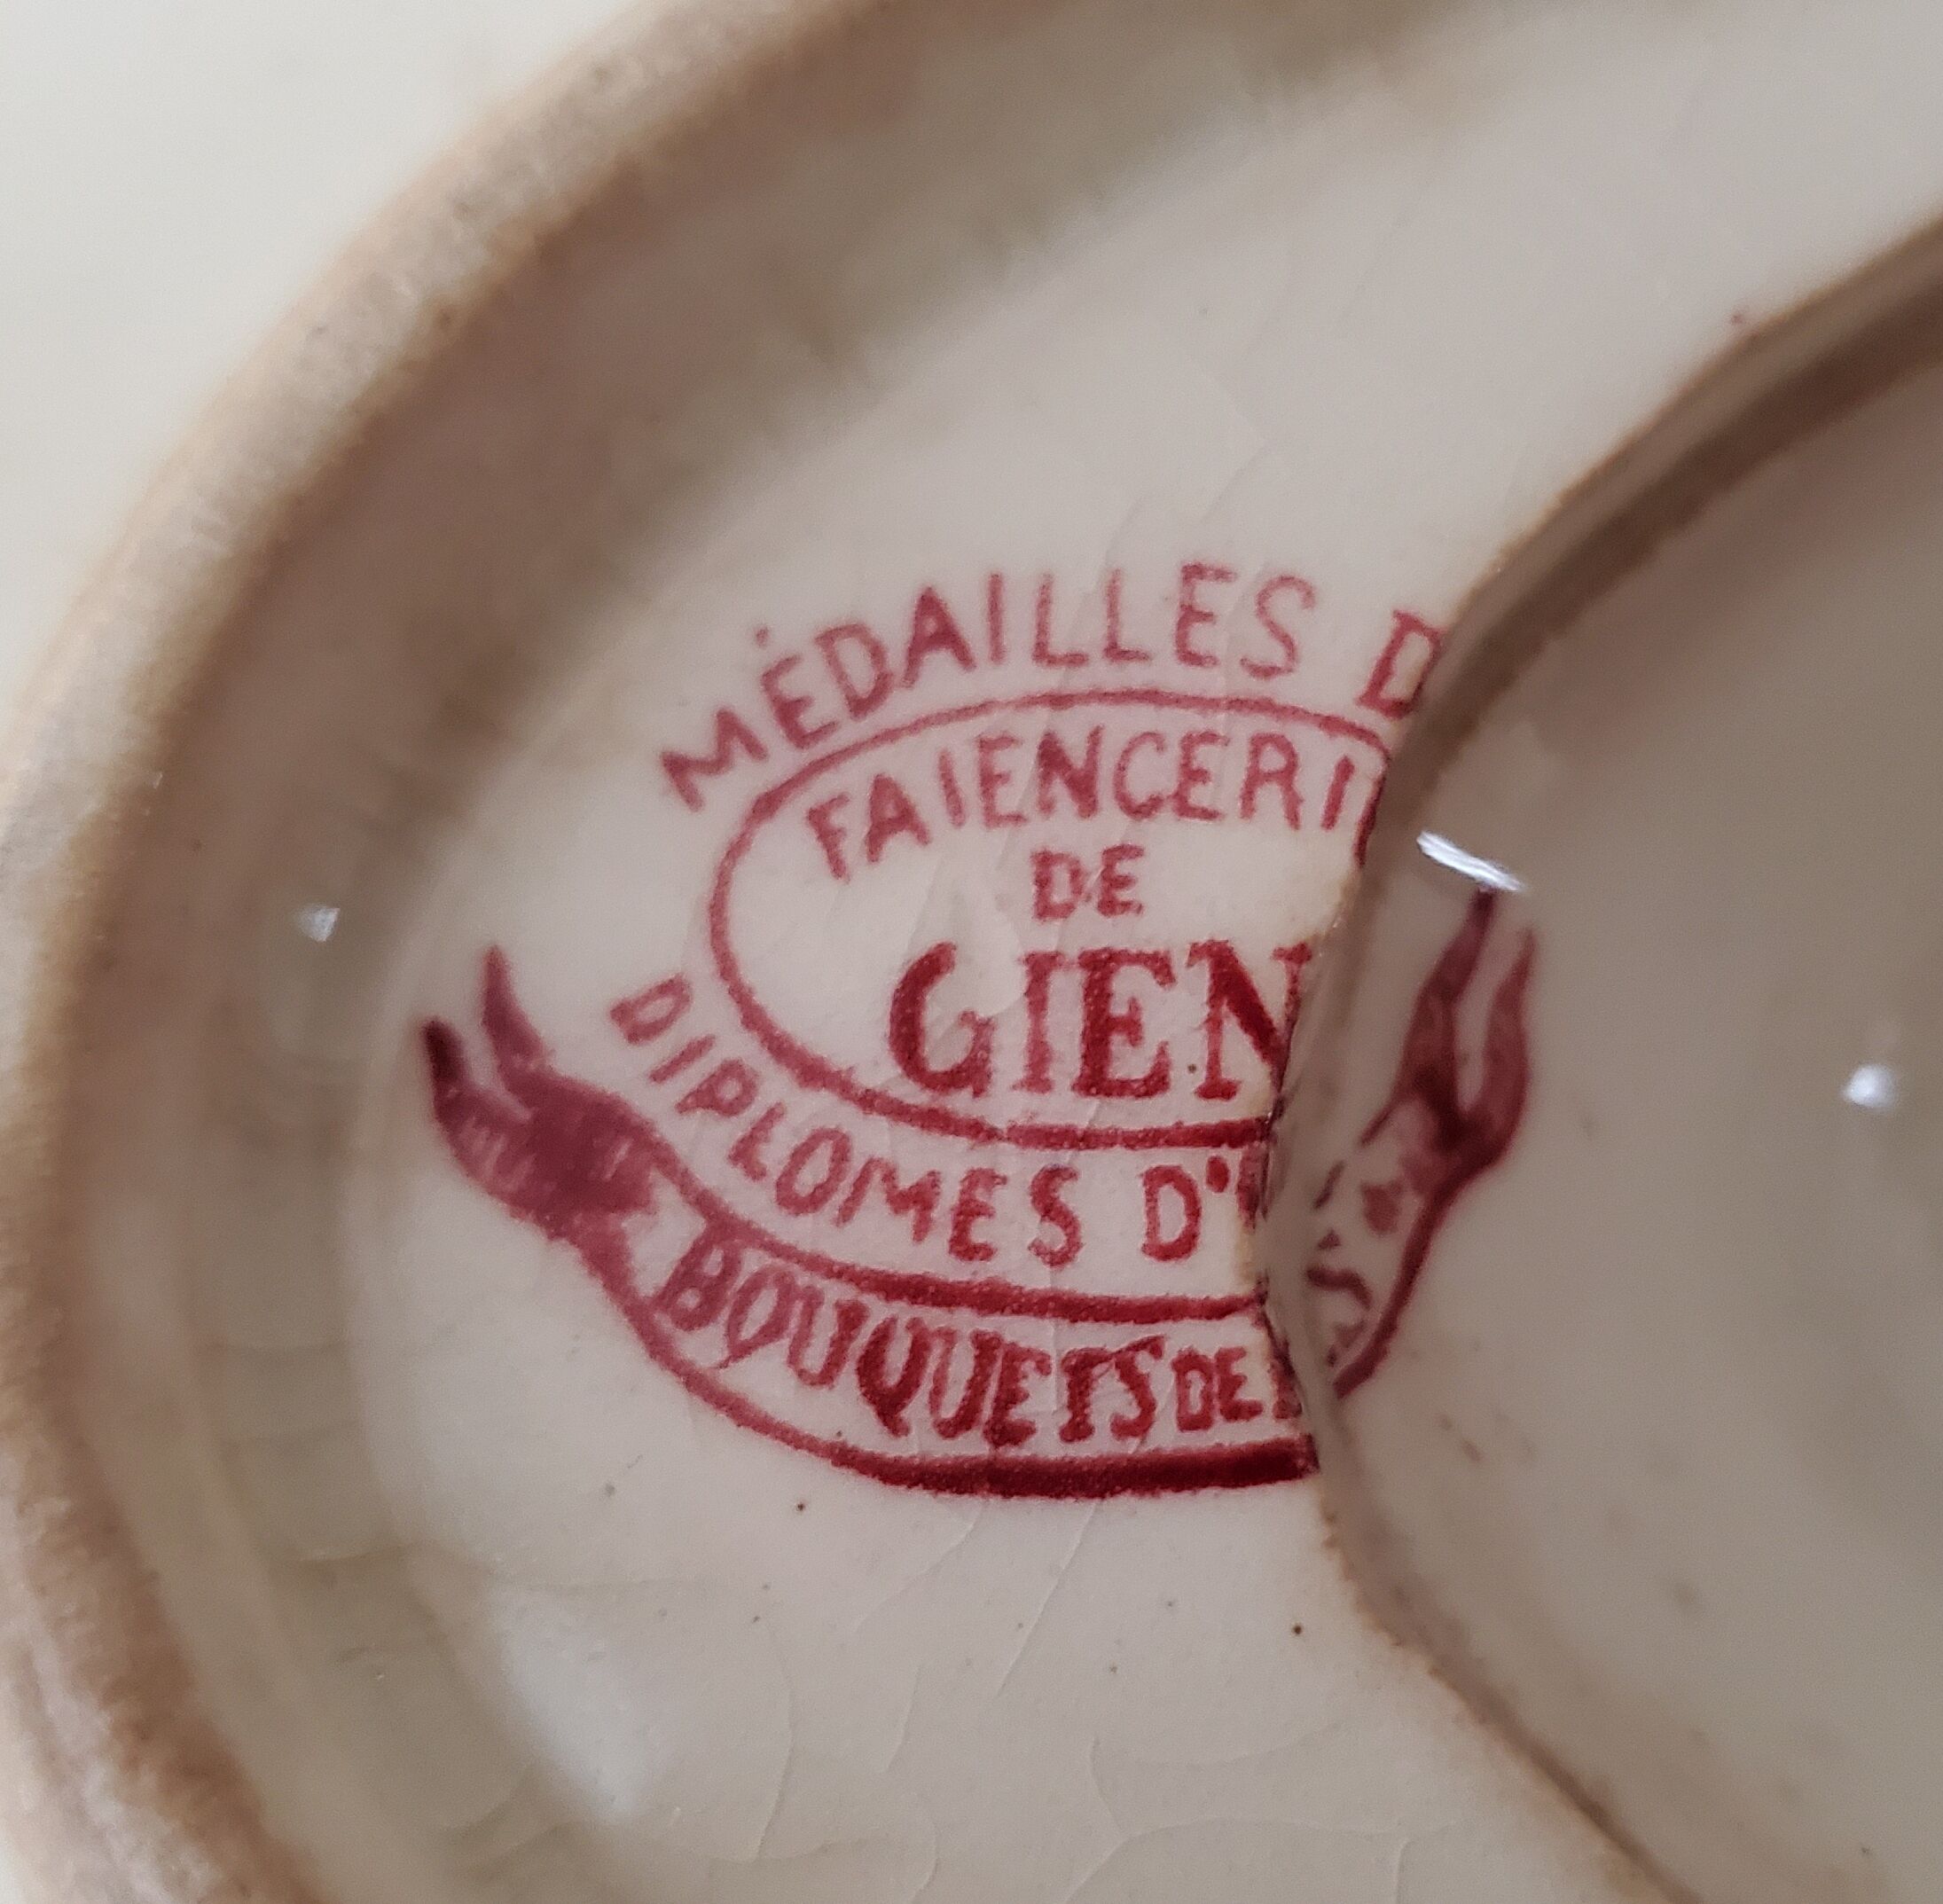 MÉDAILLES D
FAIENCERI
DE
GIEN
DIPLOMES D'
BOUQUETS DE